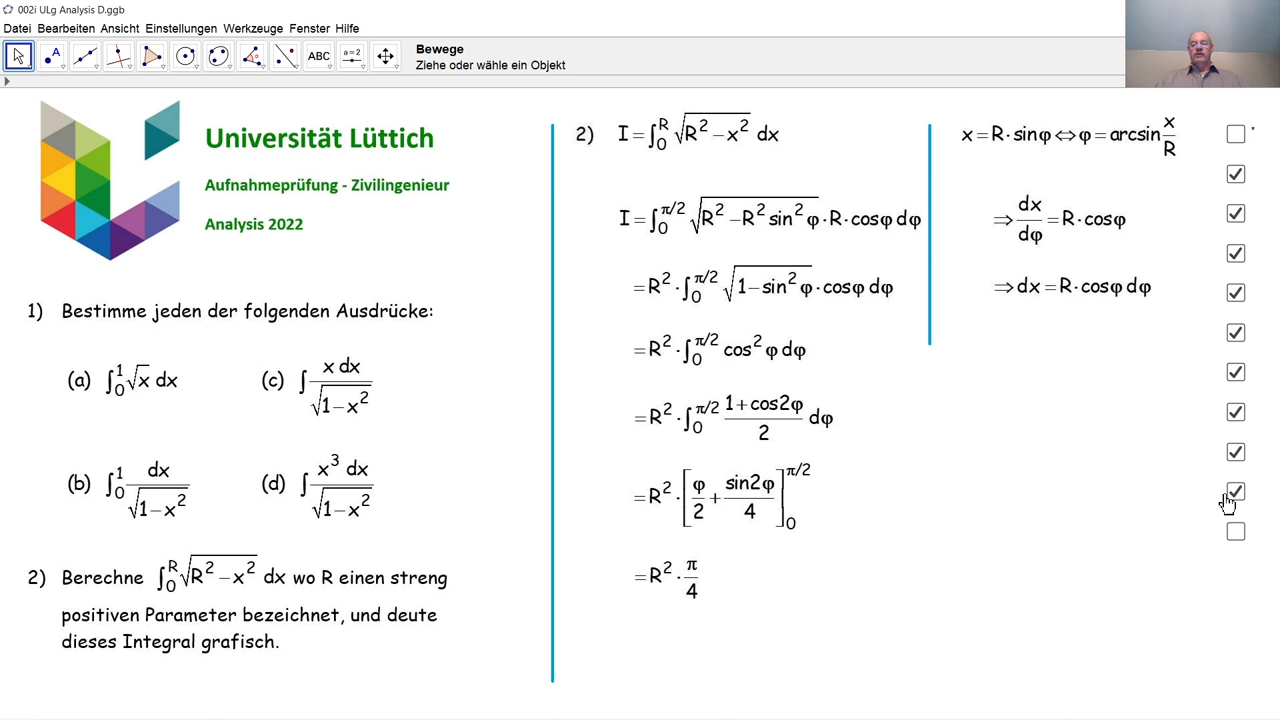 002i ULg Analysis D.ggb
Datei Bearbeiten Ansicht Einstellungen Werkzeuge Fenster Hilfe
A ABC a=2
Bewege
Ziehe oder wähle ein Objekt
Universität Lüttich
Aufnahmeprüfung - Zivilingenieur
Analysis 2022
1) Bestimme jeden der folgenden Ausdrücke:
(a) ∫₀¹ √x dx
(c) ∫ x dx / √(1–x²)
(b) ∫₀¹ dx / √(1–x²)
(d) ∫ x³ dx / √(1–x²)
2) Berechne ∫₀ᴿ √(R²–x²) dx wo R einen streng
positiven Parameter bezeichnet, und deute
dieses Integral grafisch.
2) I = ∫₀ᴿ √(R²–x²) dx
I = ∫₀^(π/2) √(R²–R² sin²φ) · R · cosφ dφ
= R² · ∫₀^(π/2) √(1–sin²φ) · cosφ dφ
= R² · ∫₀^(π/2) cos²φ dφ
= R² · ∫₀^(π/2) (1+cos2φ)/2 dφ
= R² · [φ/2 + sin2φ/4]₀^(π/2)
= R² · π/4
x = R · sinφ ⇔ φ = arcsin x/R
⇒ dx/dφ = R · cosφ
⇒ dx = R · cosφ dφ